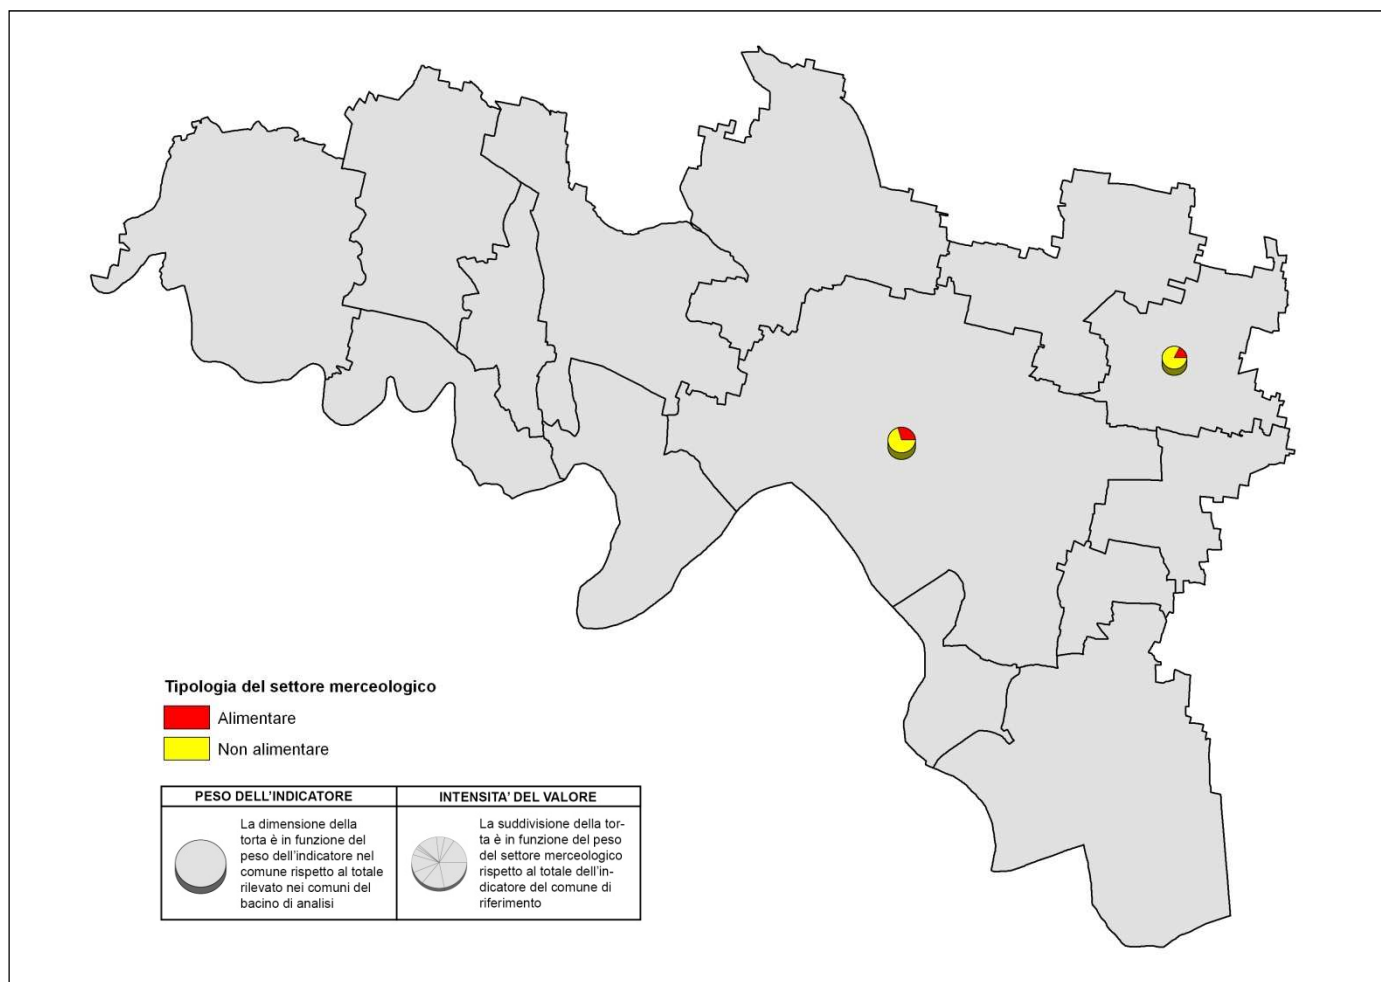 Tipologia del settore merceologico
Alimentare
Non alimentare
PESO DELL'INDICATORE
La dimensione della
torta è in funzione del
peso dell'indicatore nel
comune rispetto al totale
rilevato nei comuni del
bacino di analisi
INTENSITA' DEL VALORE
La suddivisione della tor-
ta è in funzione del peso
del settore merceologico
rispetto al totale dell'in-
dicatore del comune di
riferimento